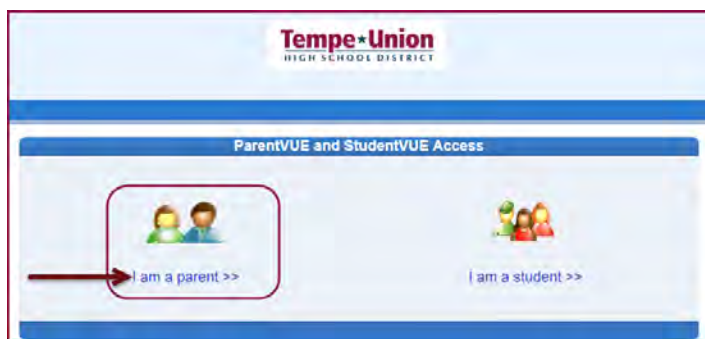 Tempe★Union
HIGH SCHOOL DISTRICT
ParentVUE and StudentVUE Access
I am a parent >>
I am a student >>